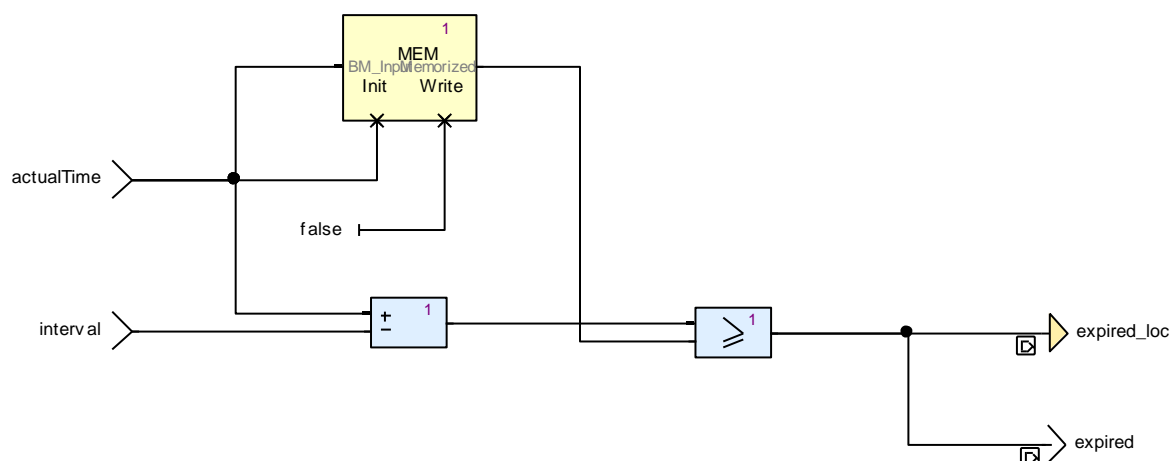 1
MEM
BM_Input Memorized
Init Write
actualTime
false
interval
+
−
1
1
≥
expired_loc
expired